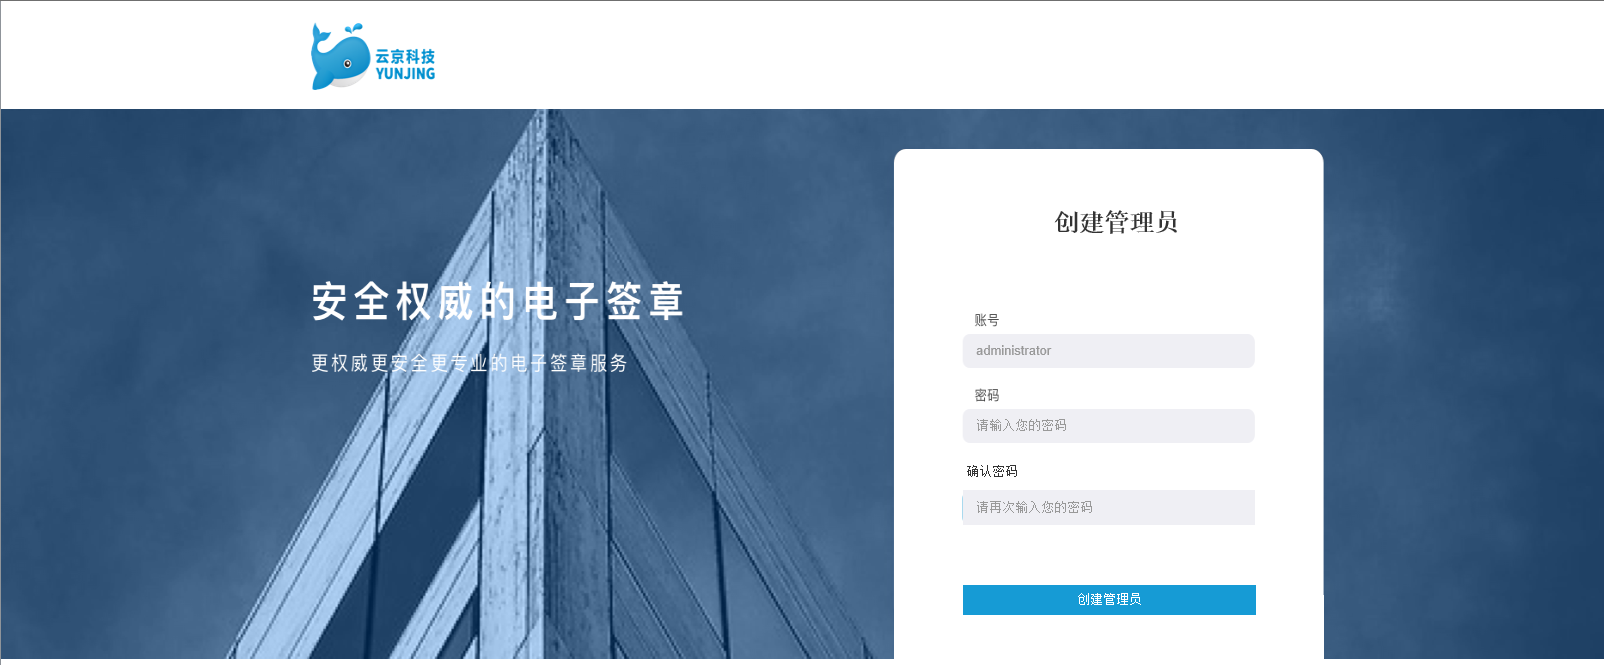 云京科技
YUNJING
安全权威的电子签章
更权威更安全更专业的电子签章服务
创建管理员
账号
administrator
密码
请输入您的密码
确认密码
请再次输入您的密码
创建管理员